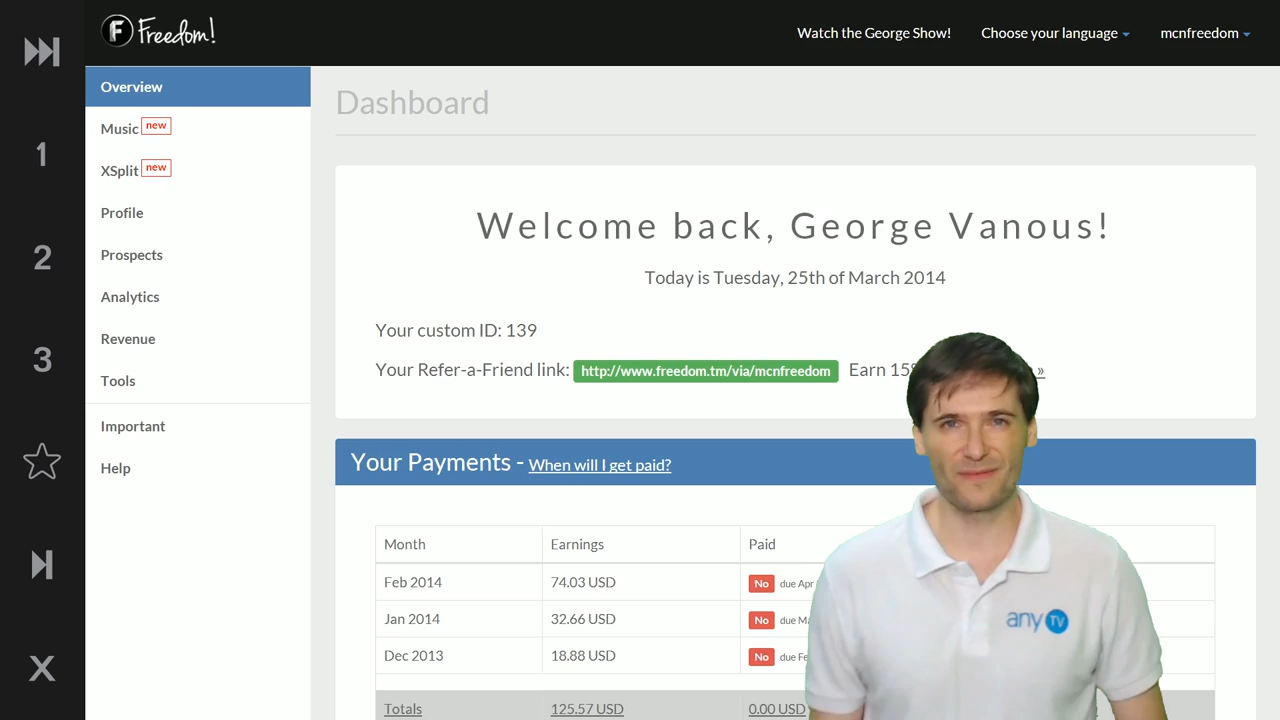 Freedom!
Watch the George Show!
Choose your language
mcnfreedom
1
2
3
X
Overview
Music new
XSplit new
Profile
Prospects
Analytics
Revenue
Tools
Important
Help
Dashboard
Welcome back, George Vanous!
Today is Tuesday, 25th of March 2014
Your custom ID: 139
Your Refer-a-Friend link: http://www.freedom.tm/via/mcnfreedom Earn »
Your Payments - When will I get paid?
Month Earnings Paid
Feb 2014 74.03 USD No due Apr
Jan 2014 32.66 USD No due
Dec 2013 18.88 USD No due
Totals 125.57 USD 0.00 USD
any TV